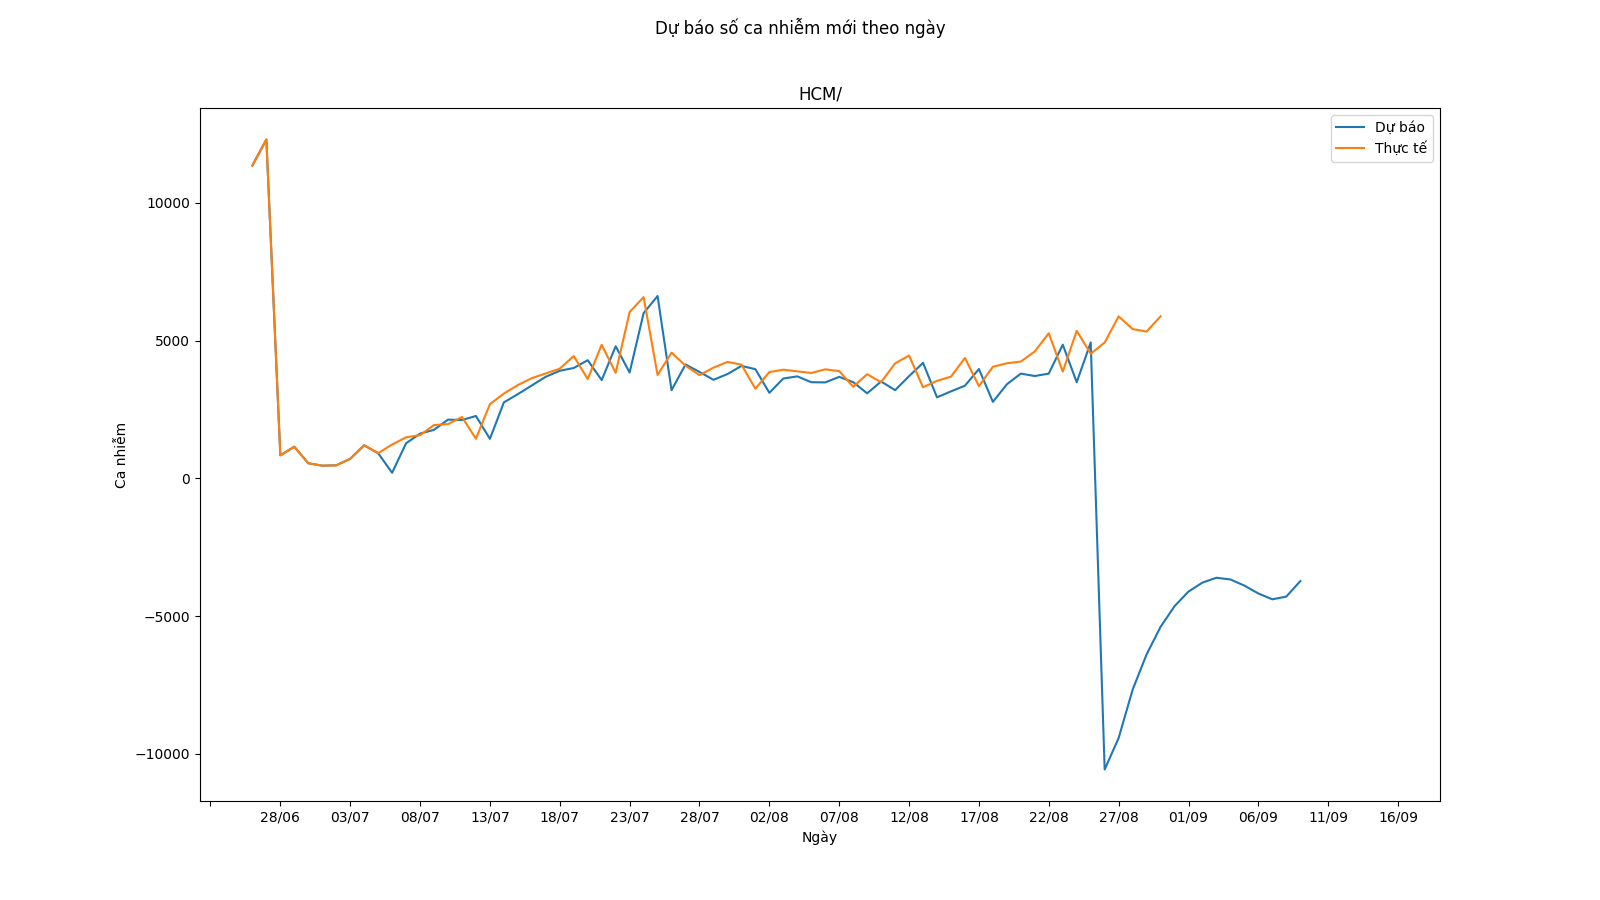 Dự báo số ca nhiễm mới theo ngày
HCM/
Dự báo
Thực tế
Ca nhiễm
10000
5000
0
−5000
−10000
28/06 03/07 08/07 13/07 18/07 23/07 28/07 02/08 07/08 12/08 17/08 22/08 27/08 01/09 06/09 11/09 16/09
Ngày